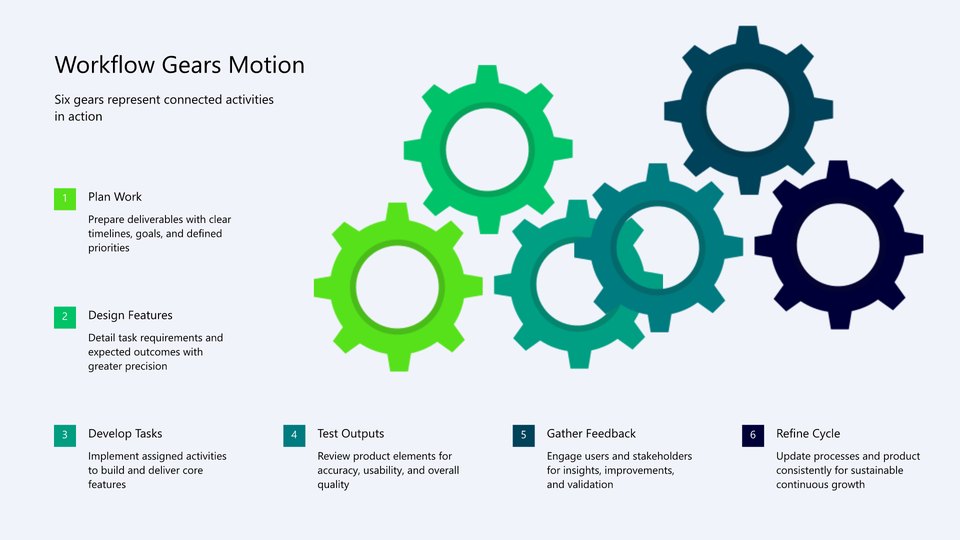 Workflow Gears Motion
Six gears represent connected activities
in action
1
Plan Work
Prepare deliverables with clear
timelines, goals, and defined
priorities
2
Design Features
Detail task requirements and
expected outcomes with
greater precision
3
Develop Tasks
Implement assigned activities
to build and deliver core
features
4
Test Outputs
Review product elements for
accuracy, usability, and overall
quality
5
Gather Feedback
Engage users and stakeholders
for insights, improvements,
and validation
6
Refine Cycle
Update processes and product
consistently for sustainable
continuous growth